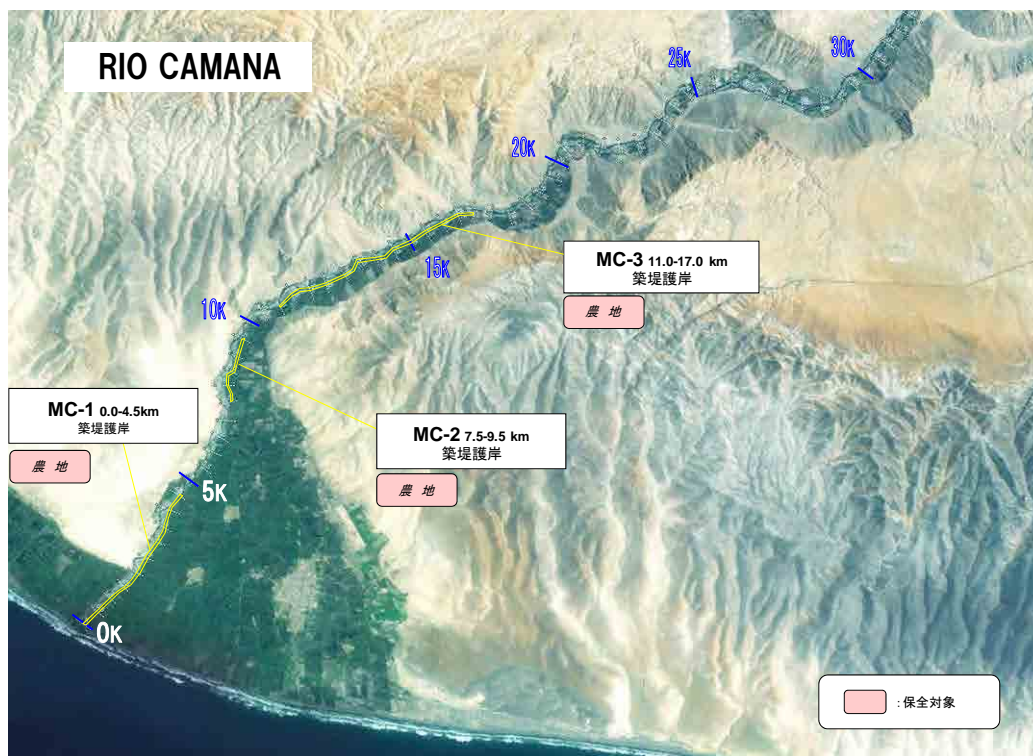 RIO CAMANA
30K
25K
20K
MC-3 11.0-17.0 km
築堤護岸
農 地
15K
10K
MC-1 0.0-4.5km
築堤護岸
農 地
MC-2 7.5-9.5 km
築堤護岸
農 地
5K
0K
:保全対象